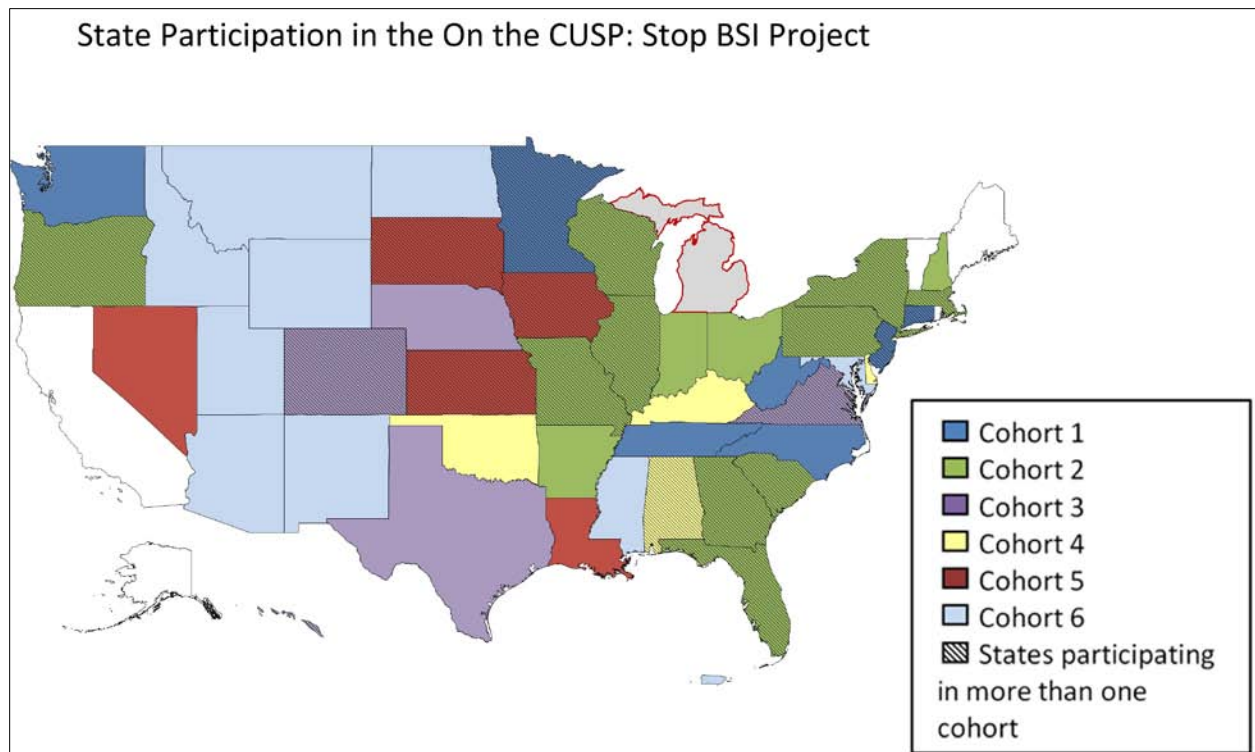 State Participation in the On the CUSP: Stop BSI Project
Cohort 1
Cohort 2
Cohort 3
Cohort 4
Cohort 5
Cohort 6
States participating
in more than one
cohort